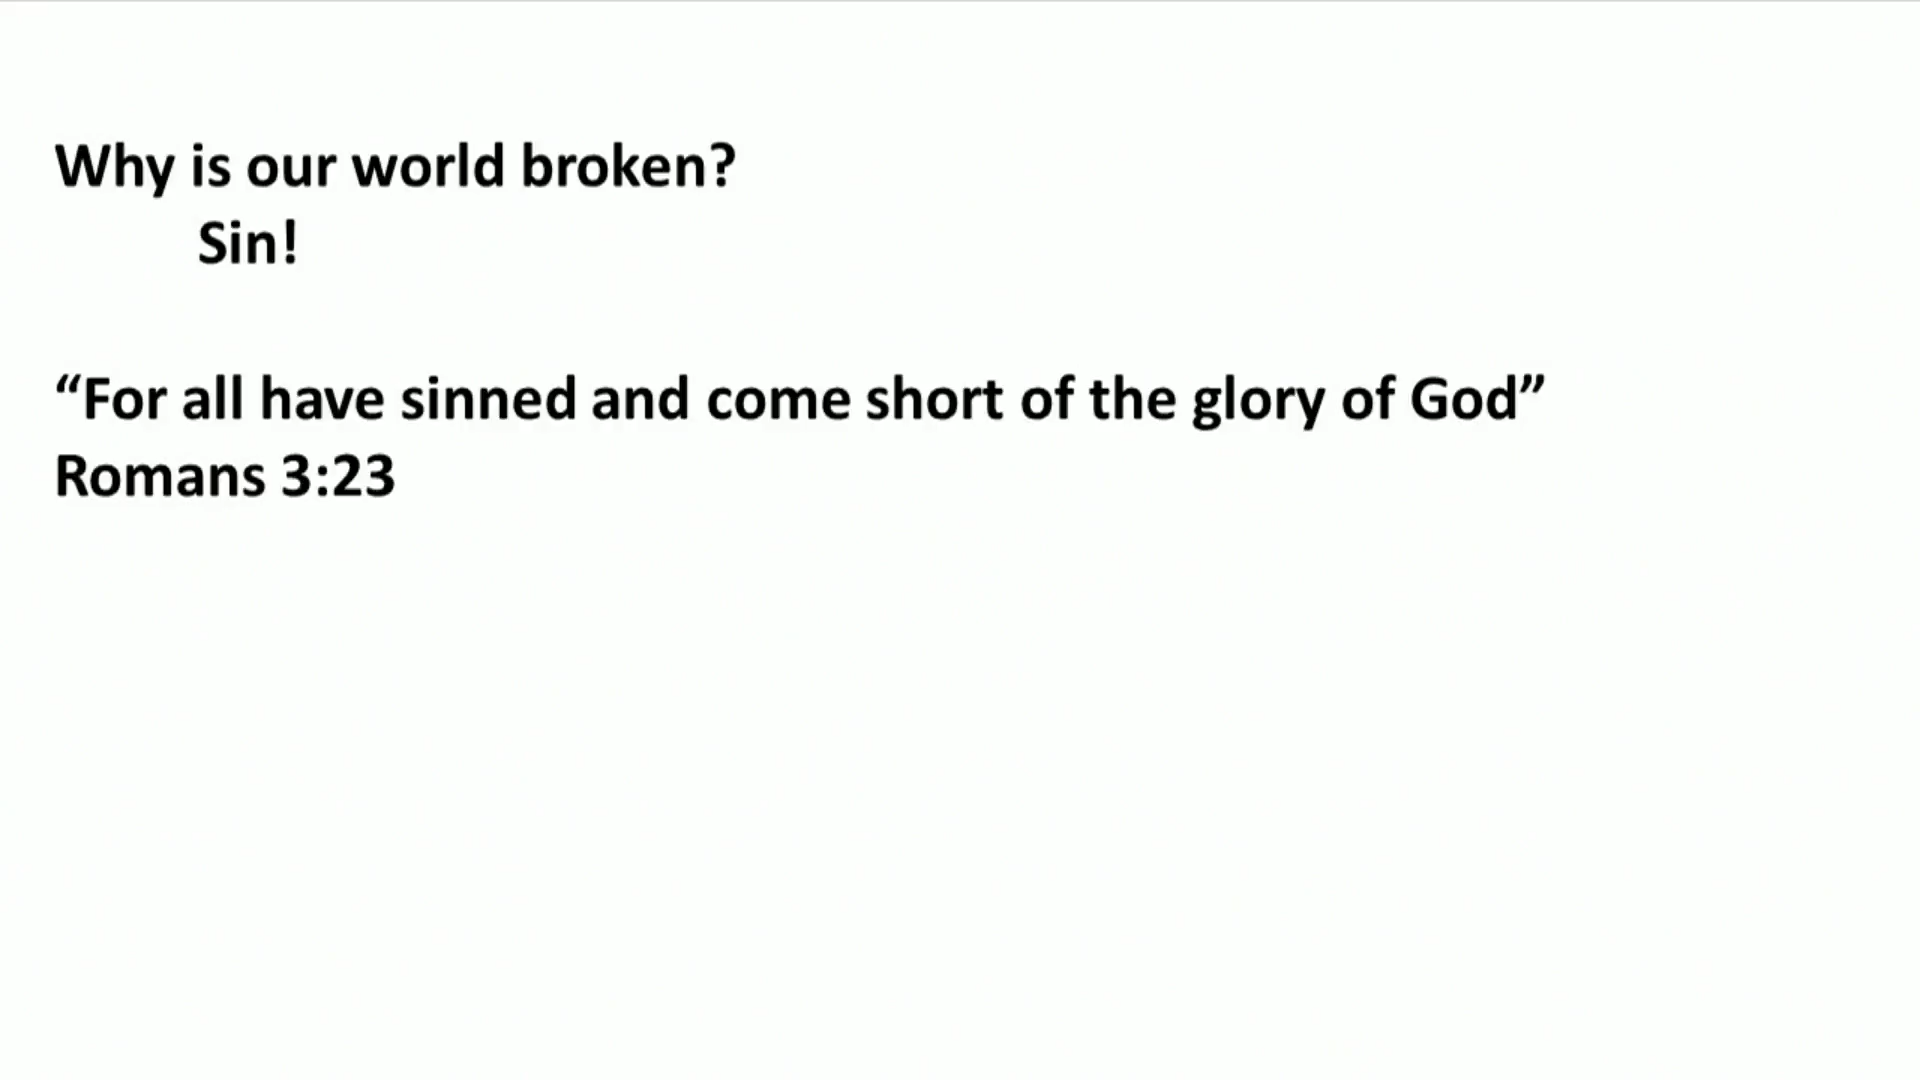 Why is our world broken?
Sin!
“For all have sinned and come short of the glory of God”
Romans 3:23